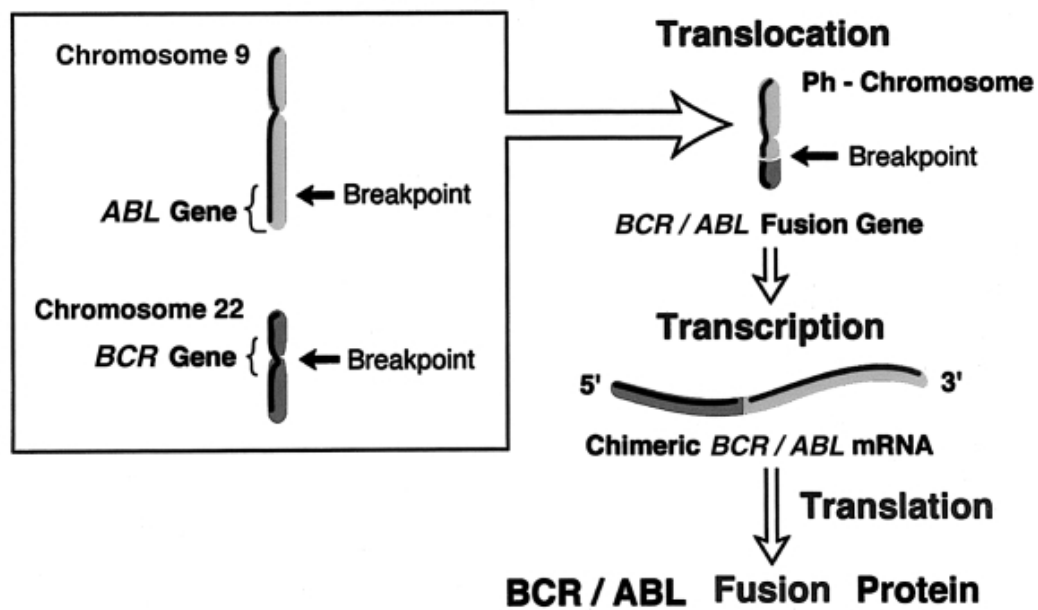 Chromosome 9
ABL Gene {
Breakpoint
Chromosome 22
BCR Gene {
Breakpoint
Translocation
Ph - Chromosome
Breakpoint
BCR / ABL Fusion Gene
Transcription
5' 3'
Chimeric BCR / ABL mRNA
Translation
BCR / ABL Fusion Protein